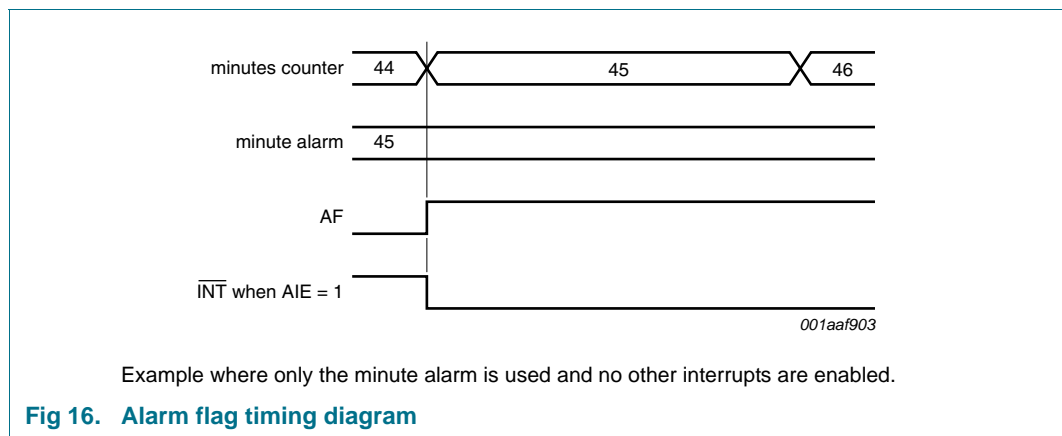 minutes counter 44 45 46
minute alarm 45
AF
INT when AIE = 1
001aaf903
Example where only the minute alarm is used and no other interrupts are enabled.
Fig 16. Alarm flag timing diagram